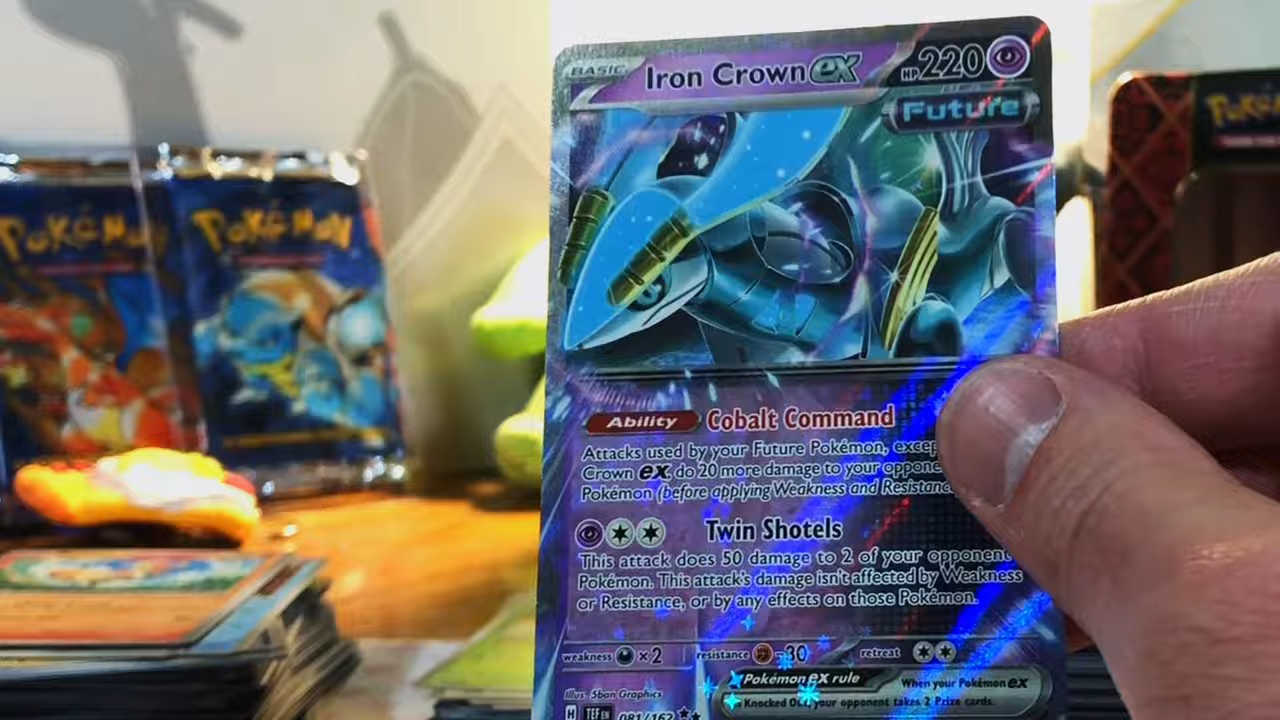 BASIC
Iron Crown ex
HP 220
Future
Ability Cobalt Command
Attacks used by your Future Pokémon,
Crown ex do 20 more damage to your
Pokémon (before applying Weakness and
Twin Shotels
This attack does 50 damage to 2 of your
Pokémon. This attack's damage isn't affected by Weakness
or Resistance, or by any effects on those Pokémon.
weakness ×2 resistance -30 retreat
Pokémon ex rule When your Pokémon ex
Knocked Out, your opponent takes 2 Prize cards.
Illus. 5ban Graphics
H TEF EN 081/162 ★★
POKéMON
POKéMON